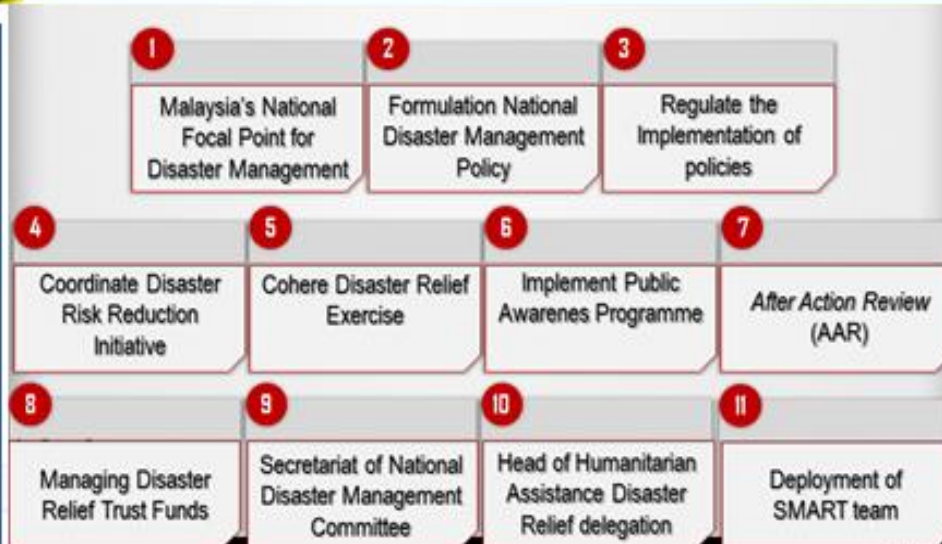 1
Malaysia's National
Focal Point for
Disaster Management
2
Formulation National
Disaster Management
Policy
3
Regulate the
Implementation of
policies
4
Coordinate Disaster
Risk Reduction
Initiative
5
Cohere Disaster Relief
Exercise
6
Implement Public
Awarenes Programme
7
After Action Review
(AAR)
8
Managing Disaster
Relief Trust Funds
9
Secretariat of National
Disaster Management
Committee
10
Head of Humanitarian
Assistance Disaster
Relief delegation
11
Deployment of
SMART team